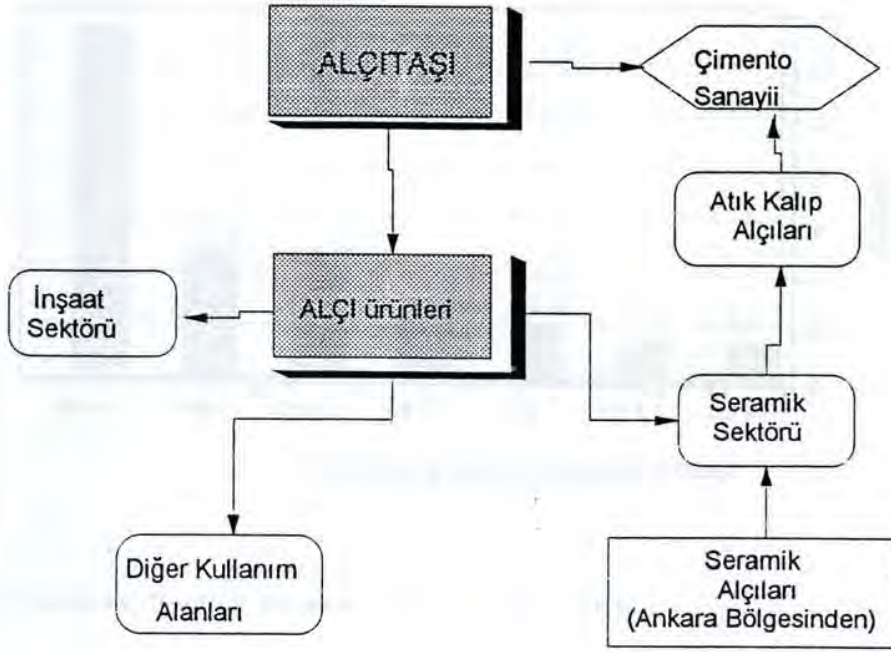 ALÇITAŞI
Çimento
Sanayii
Atık Kalıp
Alçıları
İnşaat
Sektörü
ALÇI ürünleri
Seramik
Sektörü
Diğer Kullanım
Alanları
Seramik
Alçıları
(Ankara Bölgesinden)